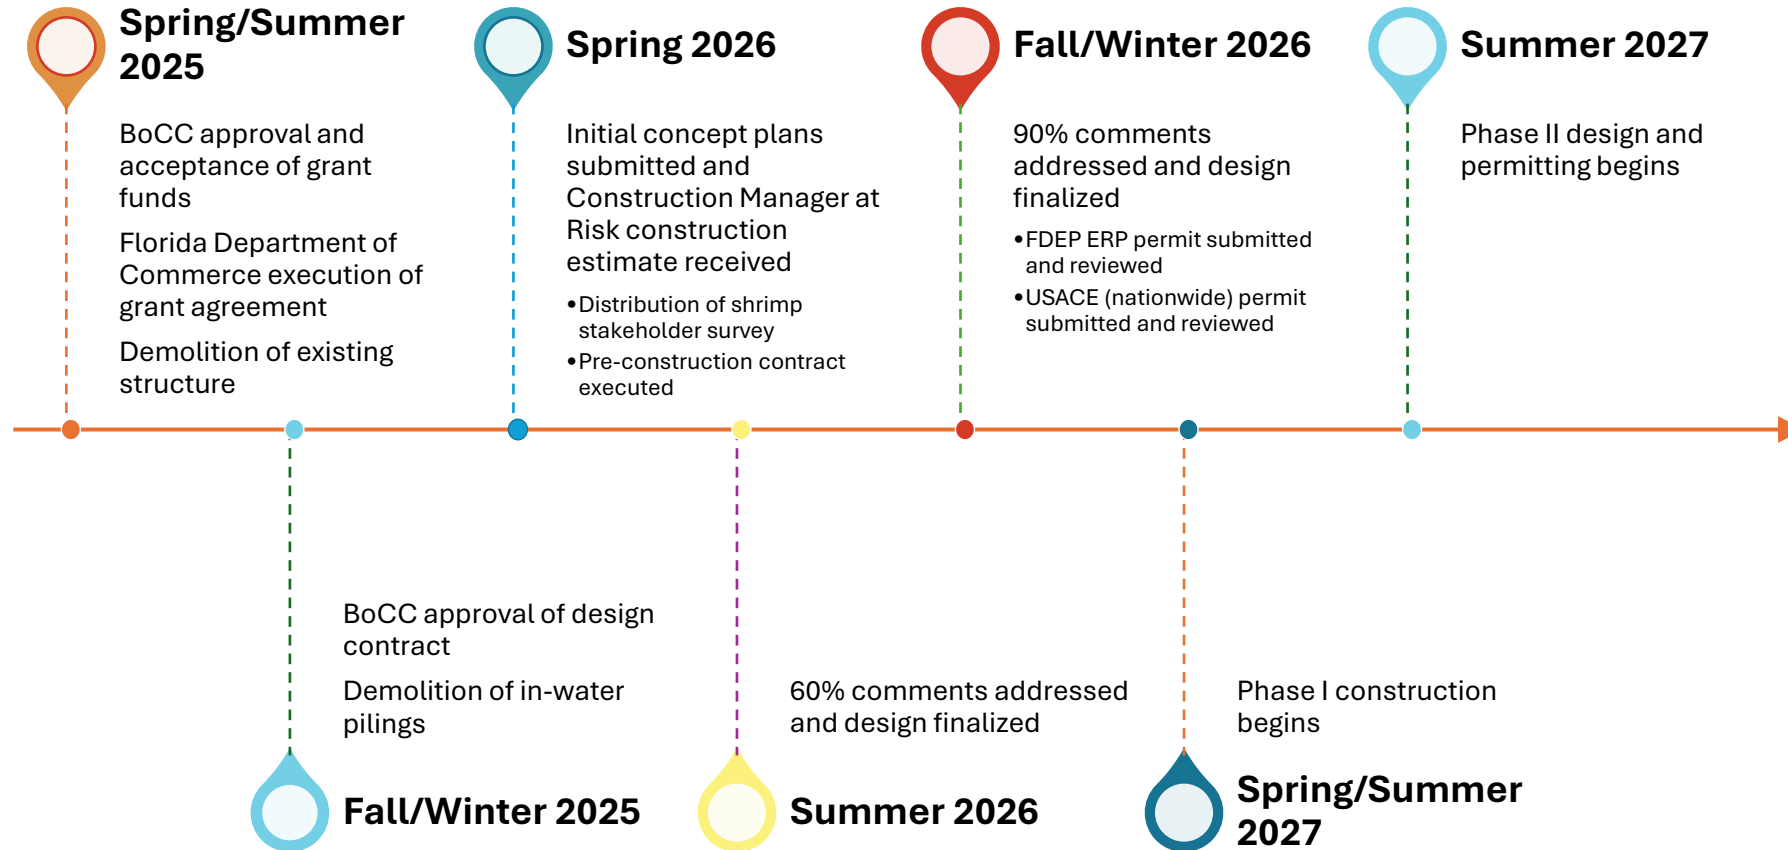 Spring/Summer
2025
BoCC approval and
acceptance of grant
funds
Florida Department of
Commerce execution of
grant agreement
Demolition of existing
structure
Spring 2026
Initial concept plans
submitted and
Construction Manager at
Risk construction
estimate received
•Distribution of shrimp
stakeholder survey
•Pre-construction contract
executed
Fall/Winter 2026
90% comments
addressed and design
finalized
•FDEP ERP permit submitted
and reviewed
•USACE (nationwide) permit
submitted and reviewed
Summer 2027
Phase II design and
permitting begins
BoCC approval of design
contract
Demolition of in-water
pilings
Fall/Winter 2025
60% comments addressed
and design finalized
Summer 2026
Phase I construction
begins
Spring/Summer
2027